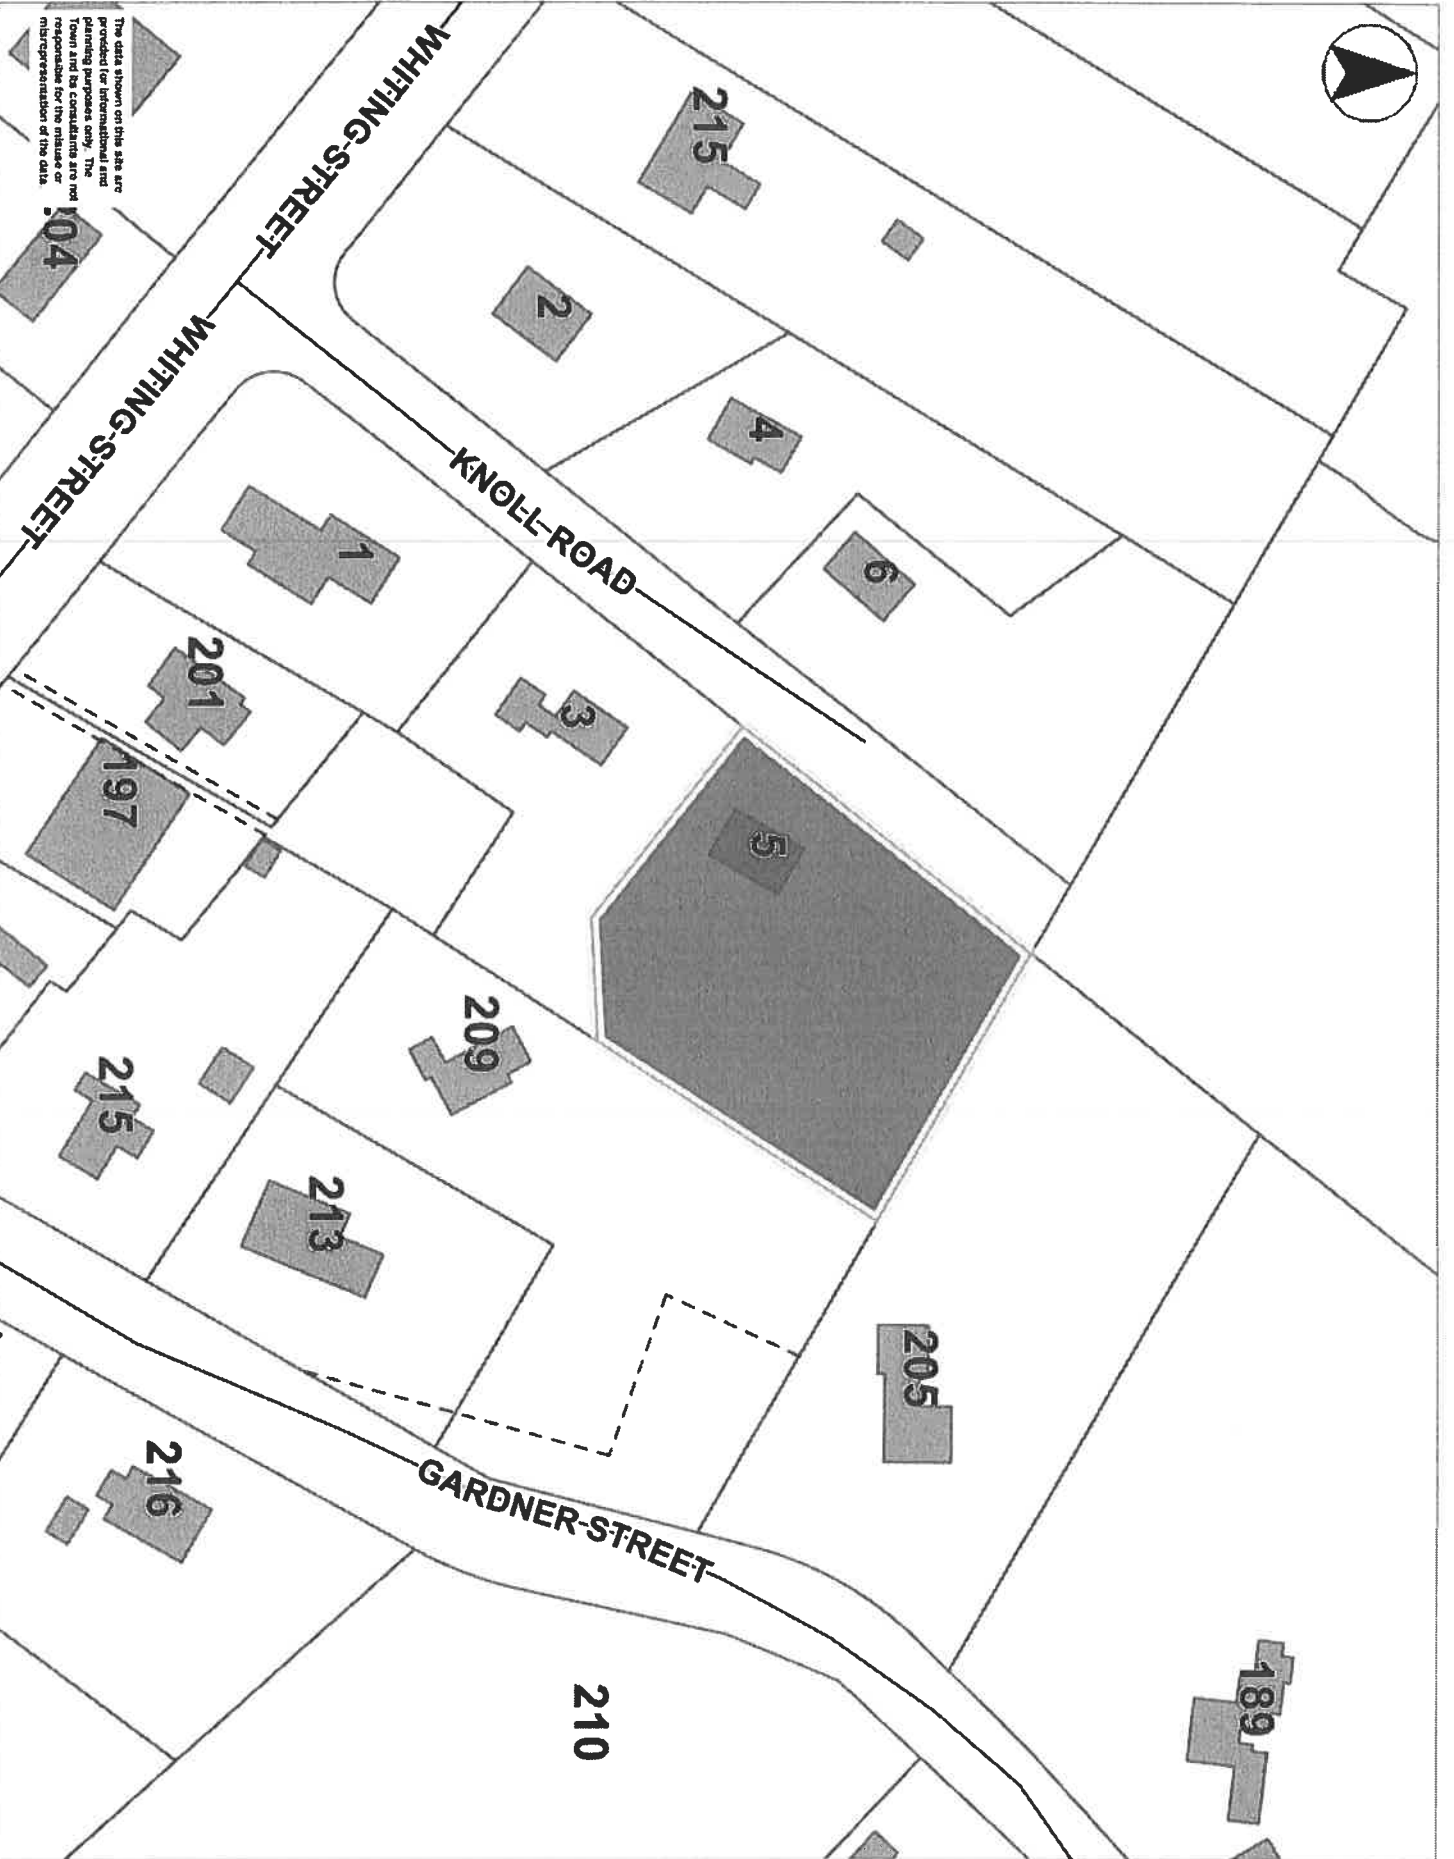 WHITING STREET
215
2
4
KNOLL ROAD
6
WHITING STREET
1
3
201
197
5
209
215
213
205
GARDNER STREET
216
210
189
The data shown on this site are
provided for informational and
planning purposes only. The
Town and its consultants are not
responsible for the misuse or
misrepresentation of the data.